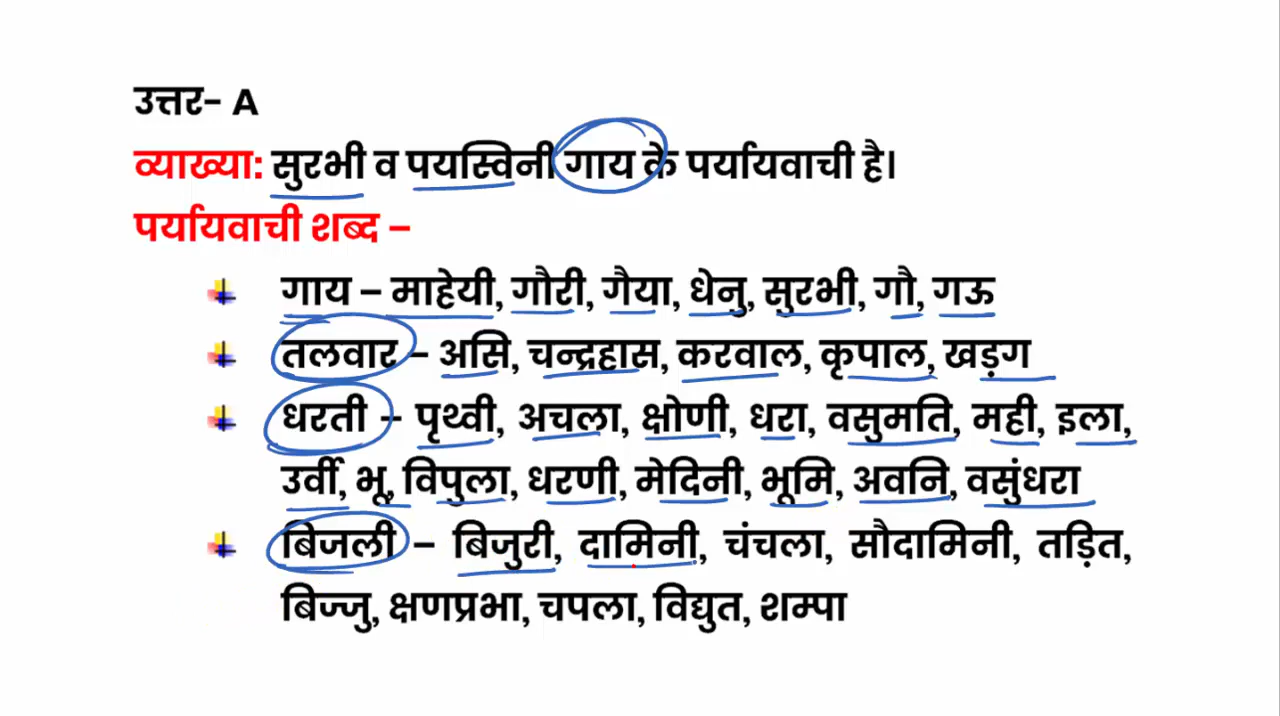 उत्तर- A
व्याख्या: सुरभी व पयस्विनी गाय के पर्यायवाची है।
पर्यायवाची शब्द –
गाय – माहेयी, गौरी, गैया, धेनु, सुरभी, गौ, गऊ
तलवार – असि, चन्द्रहास, करवाल, कृपाल, खड़ग
धरती – पृथ्वी, अचला, क्षोणी, धरा, वसुमति, मही, इला,
उर्वी, भू, विपुला, धरणी, मेदिनी, भूमि, अवनि, वसुंधरा
बिजली – बिजुरी, दामिनी, चंचला, सौदामिनी, तड़ित,
बिज्जु, क्षणप्रभा, चपला, विद्युत, शम्पा